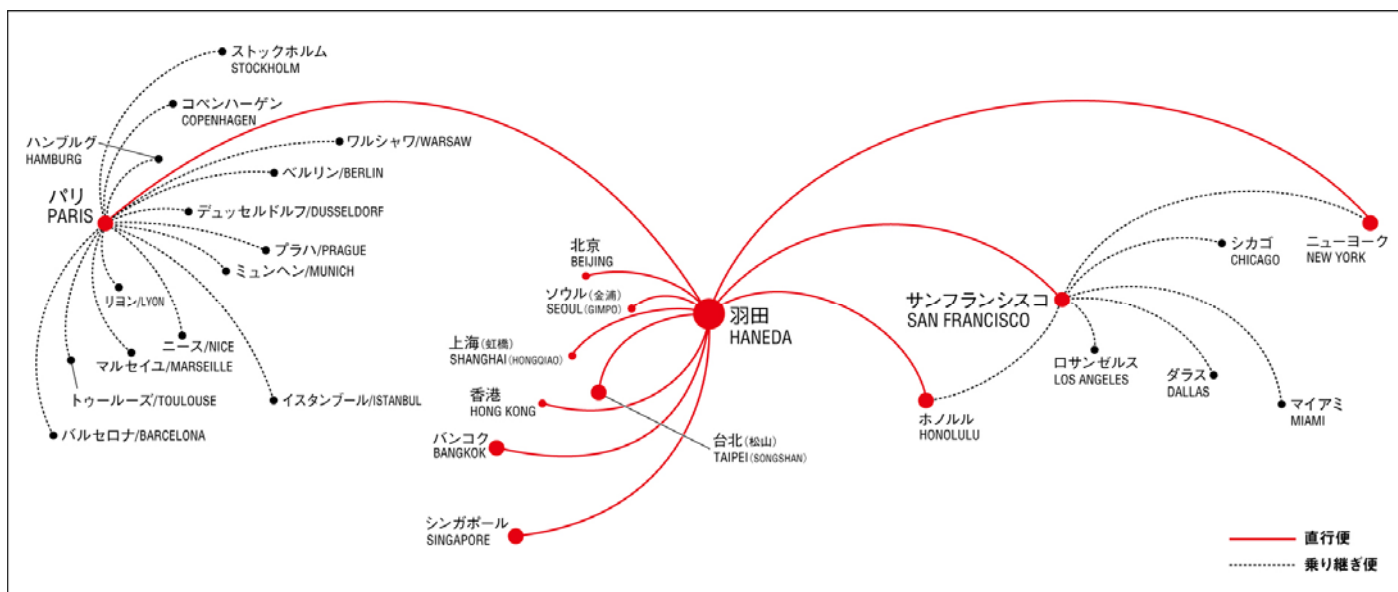 ストックホルム
STOCKHOLM
コペンハーゲン
COPENHAGEN
ハンブルグ
HAMBURG
ワルシャワ/WARSAW
ベルリン/BERLIN
パリ
PARIS
デュッセルドルフ/DUSSELDORF
プラハ/PRAGUE
ミュンヘン/MUNICH
リヨン/LYON
ニース/NICE
マルセイユ/MARSEILLE
トゥールーズ/TOULOUSE
イスタンブール/ISTANBUL
バルセロナ/BARCELONA
北京
BEIJING
ソウル(金浦)
SEOUL(GIMPO)
上海(虹橋)
SHANGHAI(HONGQIAO)
香港
HONG KONG
バンコク
BANGKOK
シンガポール
SINGAPORE
羽田
HANEDA
台北(松山)
TAIPEI(SONGSHAN)
サンフランシスコ
SAN FRANCISCO
ホノルル
HONOLULU
ニューヨーク
NEW YORK
シカゴ
CHICAGO
ロサンゼルス
LOS ANGELES
ダラス
DALLAS
マイアミ
MIAMI
直行便
乗り継ぎ便